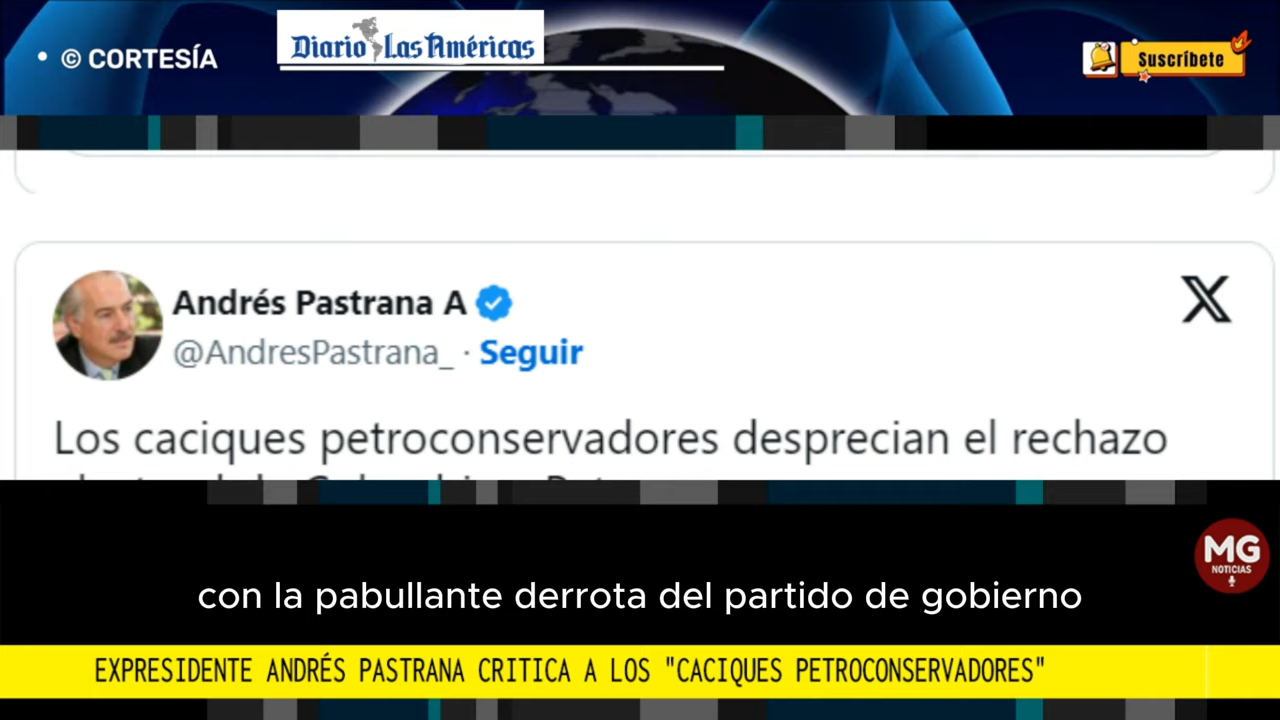 • © CORTESÍA
Diario Las Américas
Suscríbete
Andrés Pastrana A
@AndresPastrana_ · Seguir
Los caciques petroconservadores desprecian el rechazo
MG
NOTICIAS
con la pabullante derrota del partido de gobierno
EXPRESIDENTE ANDRÉS PASTRANA CRITICA A LOS "CACIQUES PETROCONSERVADORES"